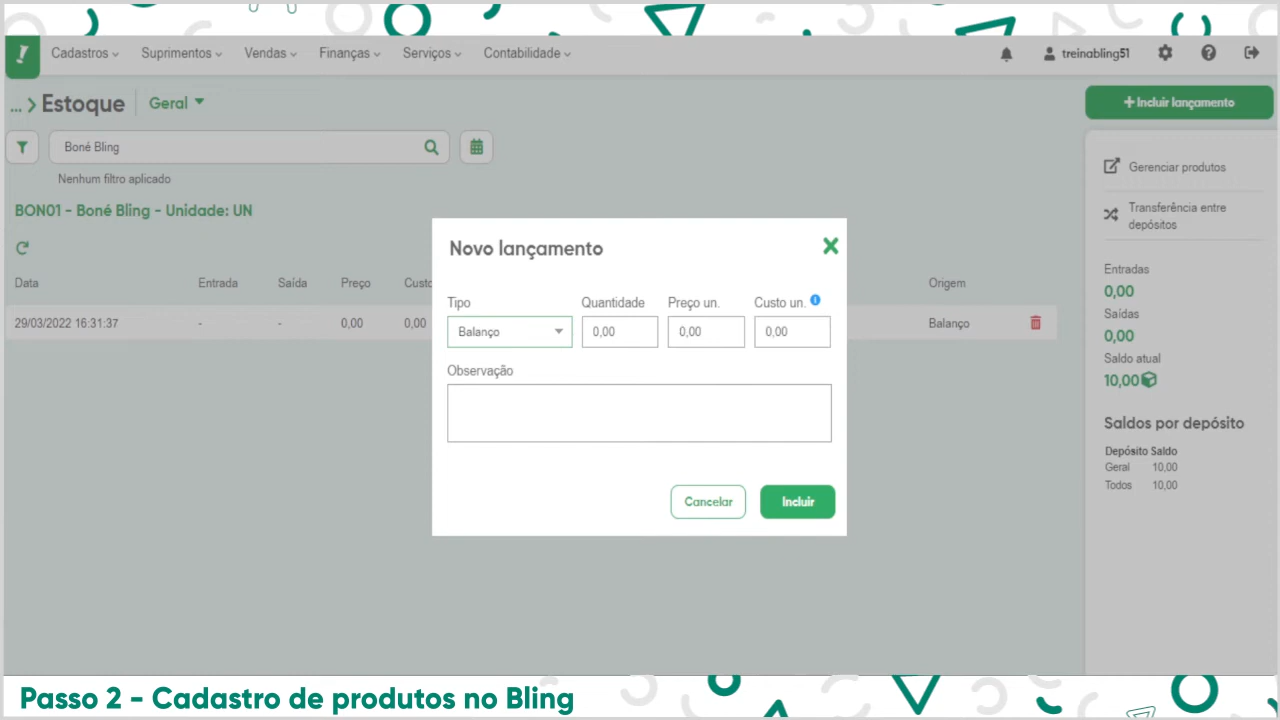 Cadastros Suprimentos Vendas Finanças Serviços Contabilidade treinabling51
... Estoque Geral
Incluir lançamento
Boné Bling
Nenhum filtro aplicado
BON01 - Boné Bling - Unidade: UN
Data Entrada Saída Preço Custo Origem
29/03/2022 16:31:37 - - 0,00 0,00 Balanço
Novo lançamento
Tipo Quantidade Preço un. Custo un.
Balanço 0,00 0,00 0,00
Observação
Cancelar Incluir
Gerenciar produtos
Transferência entre
depósitos
Entradas
0,00
Saídas
0,00
Saldo atual
10,00
Saldos por depósito
Depósito Saldo
Geral 10,00
Todos 10,00
Passo 2 - Cadastro de produtos no Bling